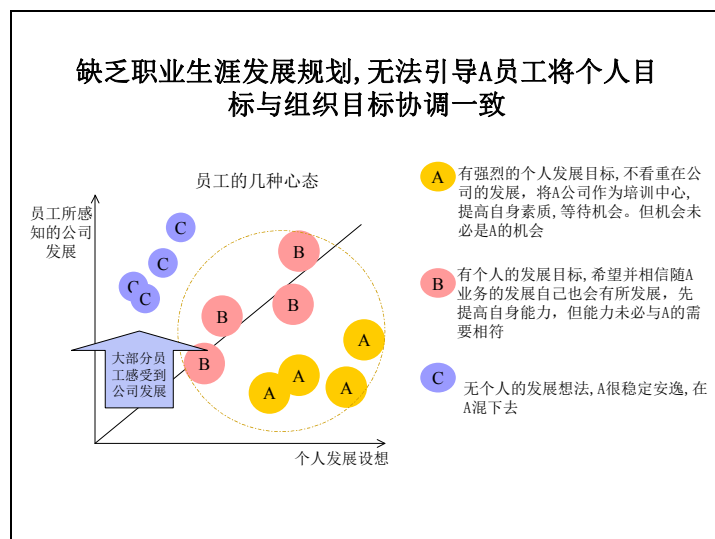 缺乏职业生涯发展规划,无法引导A员工将个人目
标与组织目标协调一致
员工的几种心态
员工所感
知的公司
发展
C
C
C
C
B
B
B
B
A
A
A
A
大部分员
工感受到
公司发展
个人发展设想
A
有强烈的个人发展目标,不看重在公
司的发展，将A公司作为培训中心,
提高自身素质,等待机会。但机会未
必是A的机会
B
有个人的发展目标,希望并相信随A
业务的发展自己也会有所发展，先
提高自身能力，但能力未必与A的需
要相符
C
无个人的发展想法,A很稳定安逸,在
A混下去